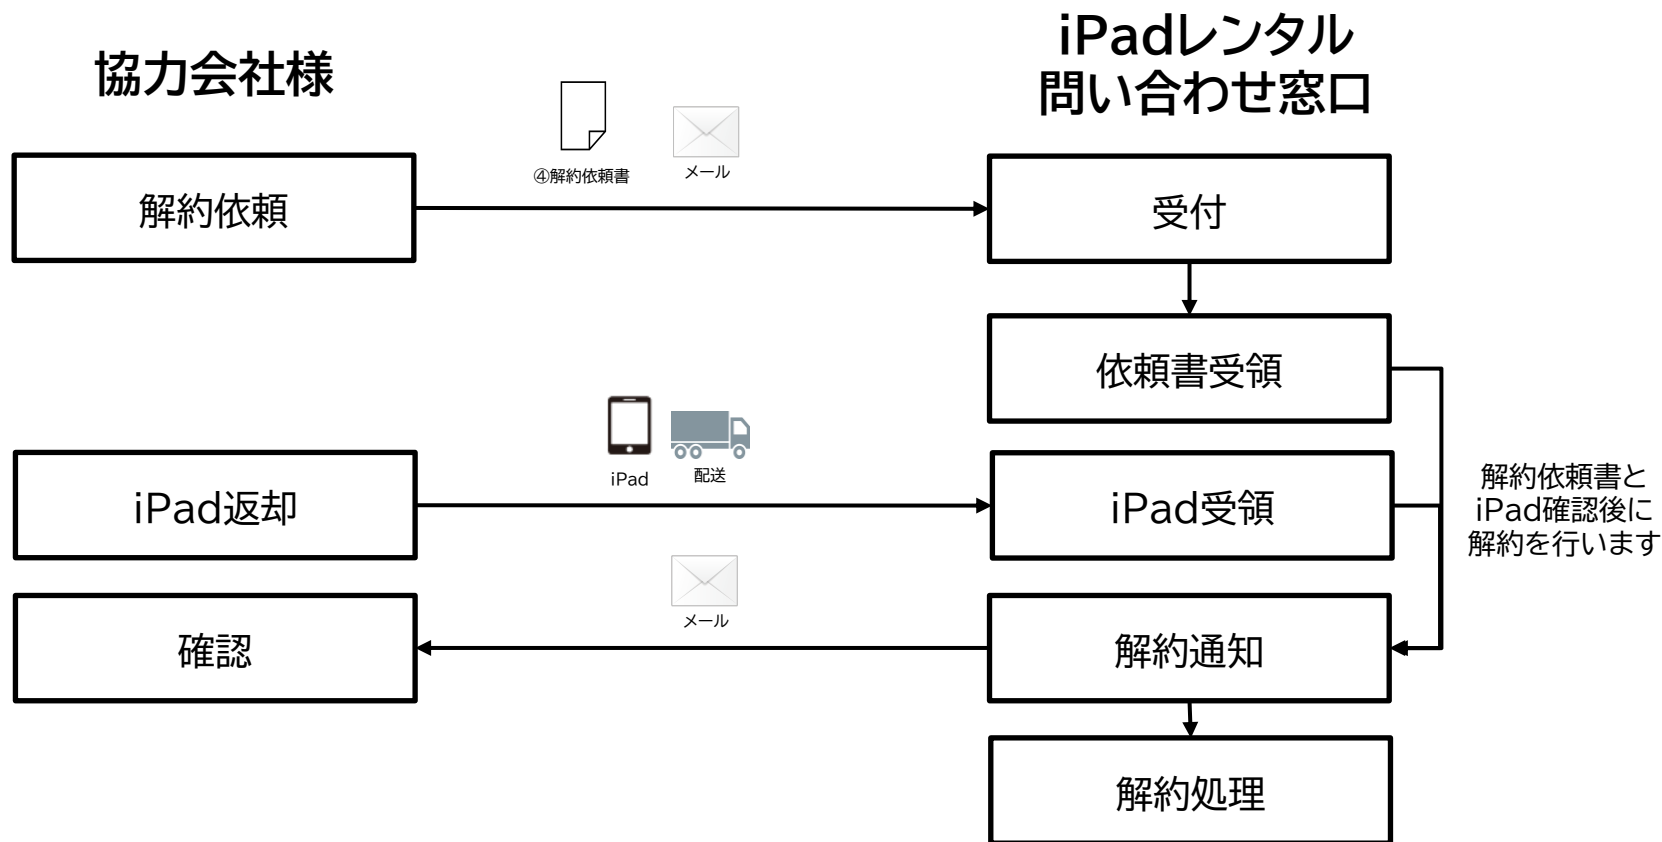 協力会社様
iPadレンタル
問い合わせ窓口
④解約依頼書
メール
解約依頼
受付
依頼書受領
iPad
配送
iPad返却
iPad受領
解約依頼書と
iPad確認後に
解約を行います
メール
確認
解約通知
解約処理